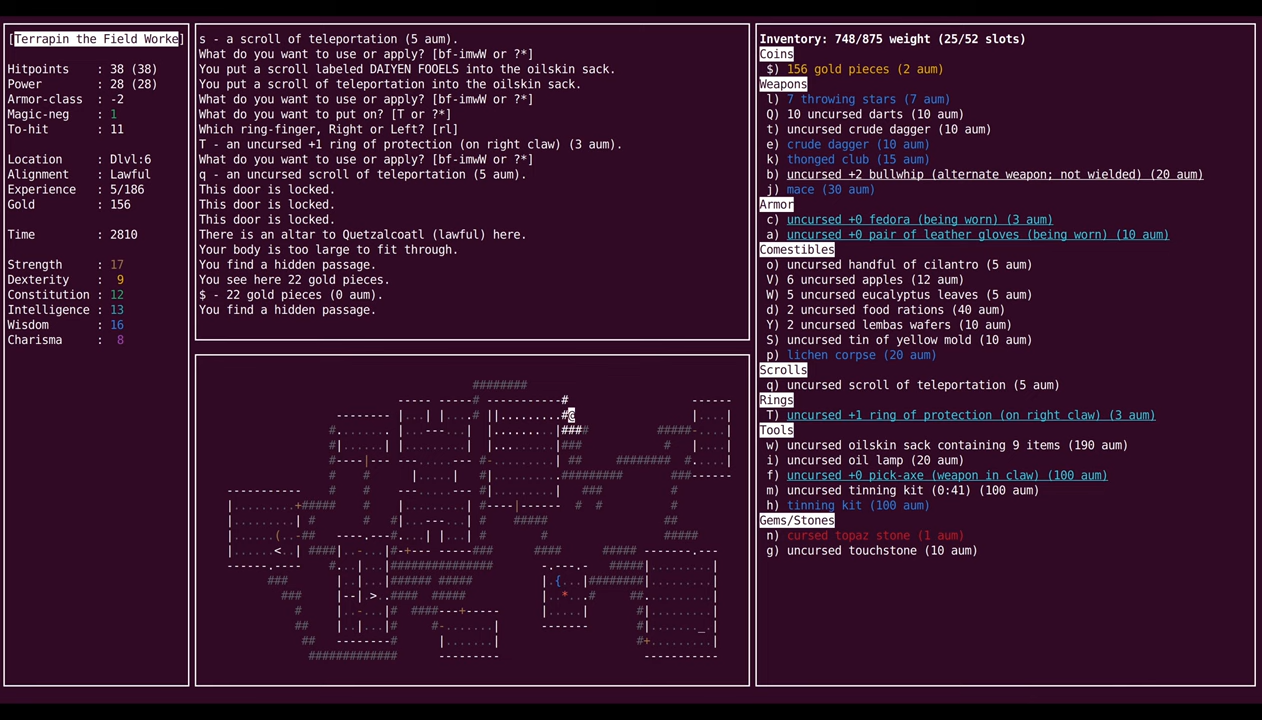 [Terrapin the Field Worke]
Hitpoints : 38 (38)
Power : 28 (28)
Armor-class : -2
Magic-neg : 1
To-hit : 11
Location : Dlvl:6
Alignment : Lawful
Experience : 5/186
Gold : 156
Time : 2810
Strength : 17
Dexterity : 9
Constitution : 12
Intelligence : 13
Wisdom : 16
Charisma : 8
s - a scroll of teleportation (5 aum).
What do you want to use or apply? [bf-imwW or ?*]
You put a scroll labeled DAIYEN FOOELS into the oilskin sack.
You put a scroll of teleportation into the oilskin sack.
What do you want to use or apply? [bf-imwW or ?*]
What do you want to put on? [T or ?*]
Which ring-finger, Right or Left? [rl]
T - an uncursed +1 ring of protection (on right claw) (3 aum).
What do you want to use or apply? [bf-imwW or ?*]
q - an uncursed scroll of teleportation (5 aum).
This door is locked.
This door is locked.
This door is locked.
There is an altar to Quetzalcoatl (lawful) here.
Your body is too large to fit through.
You find a hidden passage.
You see here 22 gold pieces.
$ - 22 gold pieces (0 aum).
You find a hidden passage.
Inventory: 748/875 weight (25/52 slots)
Coins
$) 156 gold pieces (2 aum)
Weapons
l) 7 throwing stars (7 aum)
Q) 10 uncursed darts (10 aum)
t) uncursed crude dagger (10 aum)
e) crude dagger (10 aum)
k) thonged club (15 aum)
b) uncursed +2 bullwhip (alternate weapon; not wielded) (20 aum)
j) mace (30 aum)
Armor
c) uncursed +0 fedora (being worn) (3 aum)
a) uncursed +0 pair of leather gloves (being worn) (10 aum)
Comestibles
o) uncursed handful of cilantro (5 aum)
V) 6 uncursed apples (12 aum)
W) 5 uncursed eucalyptus leaves (5 aum)
d) 2 uncursed food rations (40 aum)
Y) 2 uncursed lembas wafers (10 aum)
S) uncursed tin of yellow mold (10 aum)
p) lichen corpse (20 aum)
Scrolls
q) uncursed scroll of teleportation (5 aum)
Rings
T) uncursed +1 ring of protection (on right claw) (3 aum)
Tools
w) uncursed oilskin sack containing 9 items (190 aum)
i) uncursed oil lamp (20 aum)
f) uncursed +0 pick-axe (weapon in claw) (100 aum)
m) uncursed tinning kit (0:41) (100 aum)
h) tinning kit (100 aum)
Gems/Stones
n) cursed topaz stone (1 aum)
g) uncursed touchstone (10 aum)